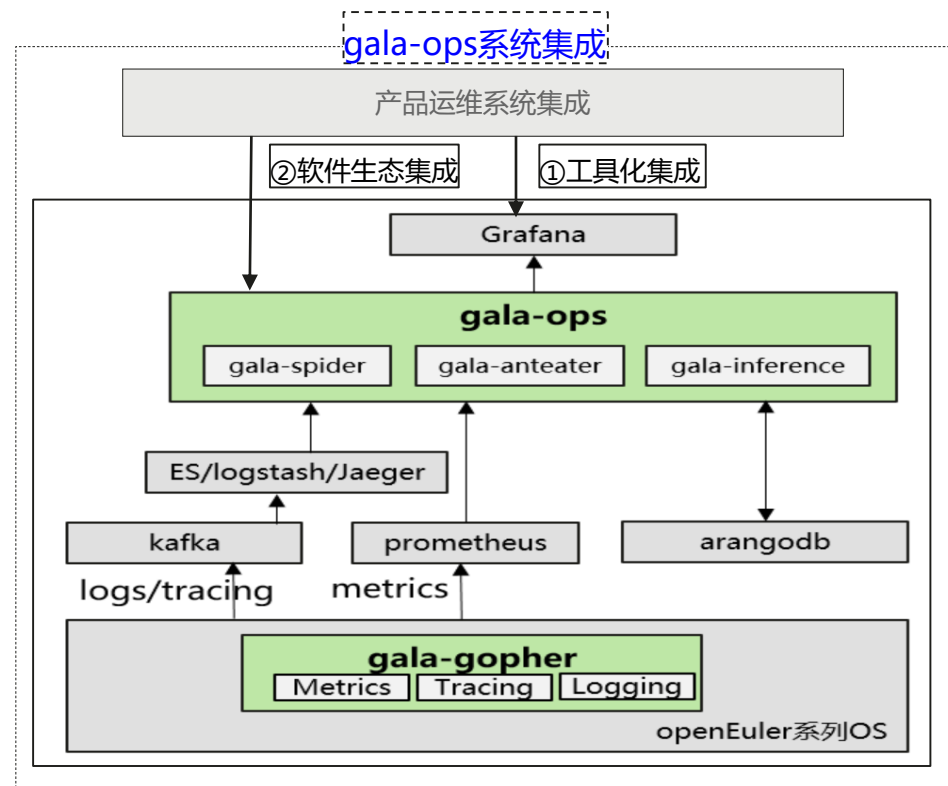 gala-ops系统集成
产品运维系统集成
②软件生态集成
①工具化集成
Grafana
gala-ops
gala-spider
gala-anteater
gala-inference
ES/logstash/Jaeger
kafka
prometheus
arangodb
logs/tracing
metrics
gala-gopher
Metrics
Tracing
Logging
openEuler系列OS